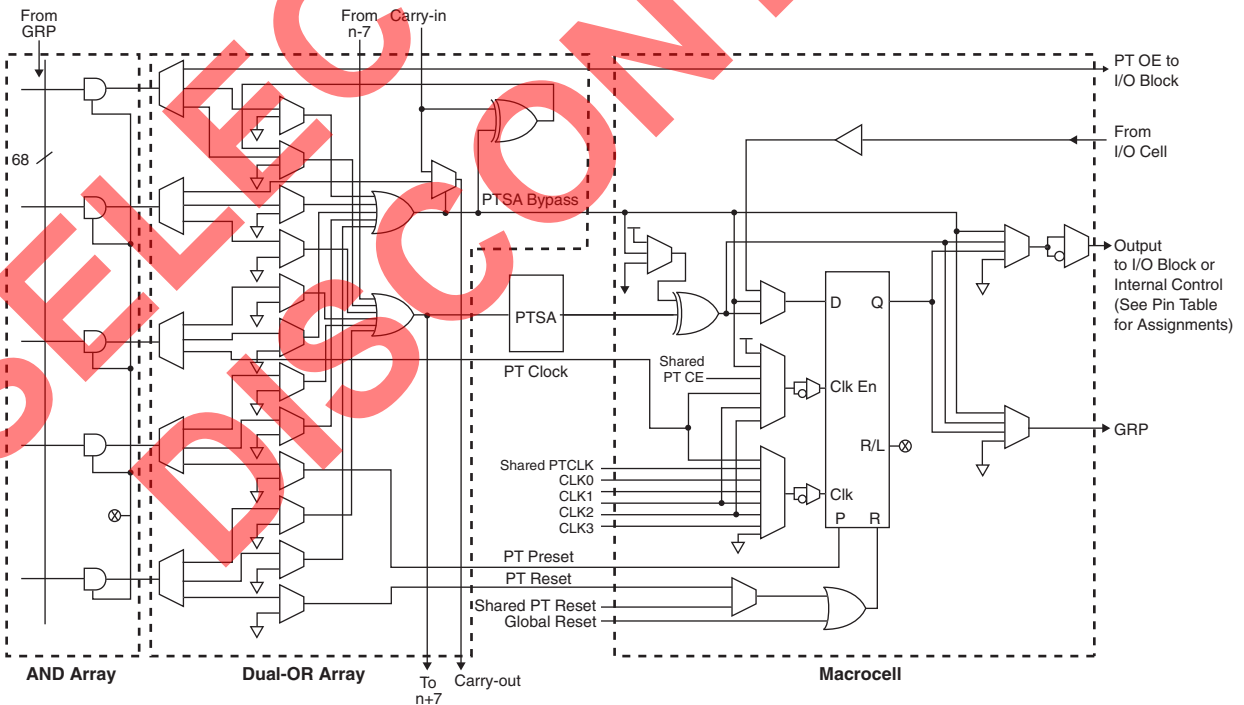 From
GRP
From
n-7
Carry-in
PT OE to
I/O Block
From
I/O Cell
68
PTSA Bypass
Output
to I/O Block or
Internal Control
(See Pin Table
for Assignments)
PTSA
D
Q
PT Clock
Shared
PT CE
Clk En
GRP
R/L
Shared PTCLK
CLK0
CLK1
CLK2
CLK3
Clk
P
R
PT Preset
PT Reset
Shared PT Reset
Global Reset
AND Array
Dual-OR Array
Macrocell
To
n+7
Carry-out
SELEC
DISCONT